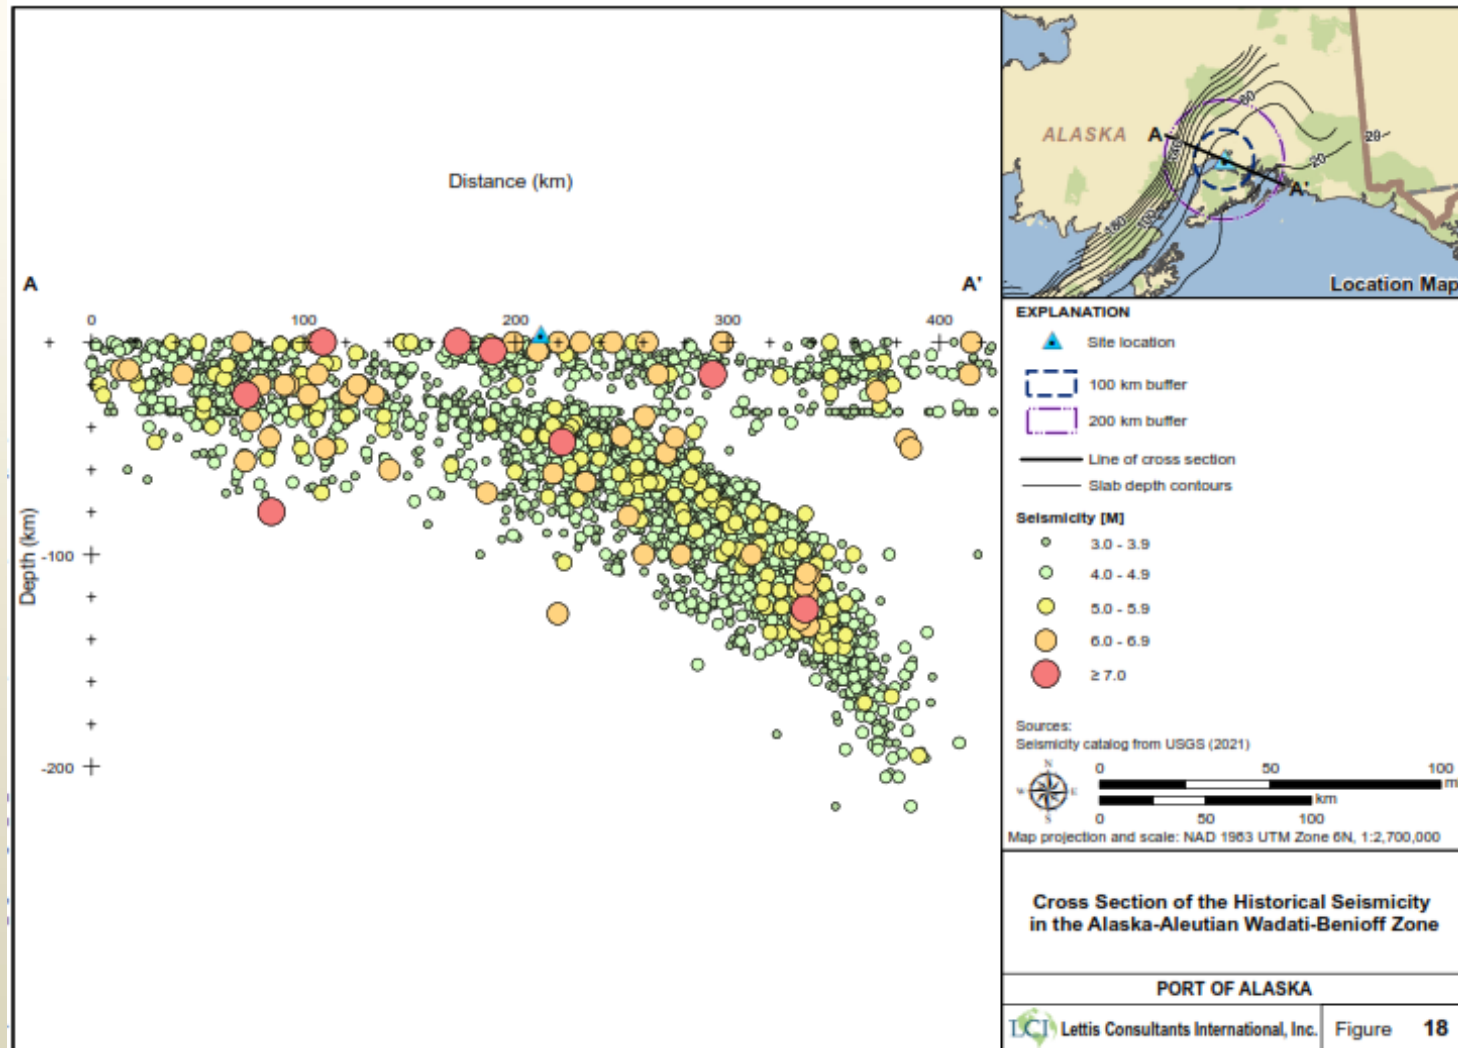 Distance (km)
A
A'
0
100
200
300
400
Depth (km)
-100
-200
ALASKA
A
A'
60
20
20
100
180
Location Map
EXPLANATION
Site location
100 km buffer
200 km buffer
Line of cross section
Slab depth contours
Seismicity [M]
3.0 - 3.9
4.0 - 4.9
5.0 - 5.9
6.0 - 6.9
≥ 7.0
Sources:
Seismicity catalog from USGS (2021)
N
W
E
S
0
50
100
m
km
0
50
100
Map projection and scale: NAD 1983 UTM Zone 6N, 1:2,700,000
Cross Section of the Historical Seismicity
in the Alaska-Aleutian Wadati-Benioff Zone
PORT OF ALASKA
LCI Lettis Consultants International, Inc.
Figure 18